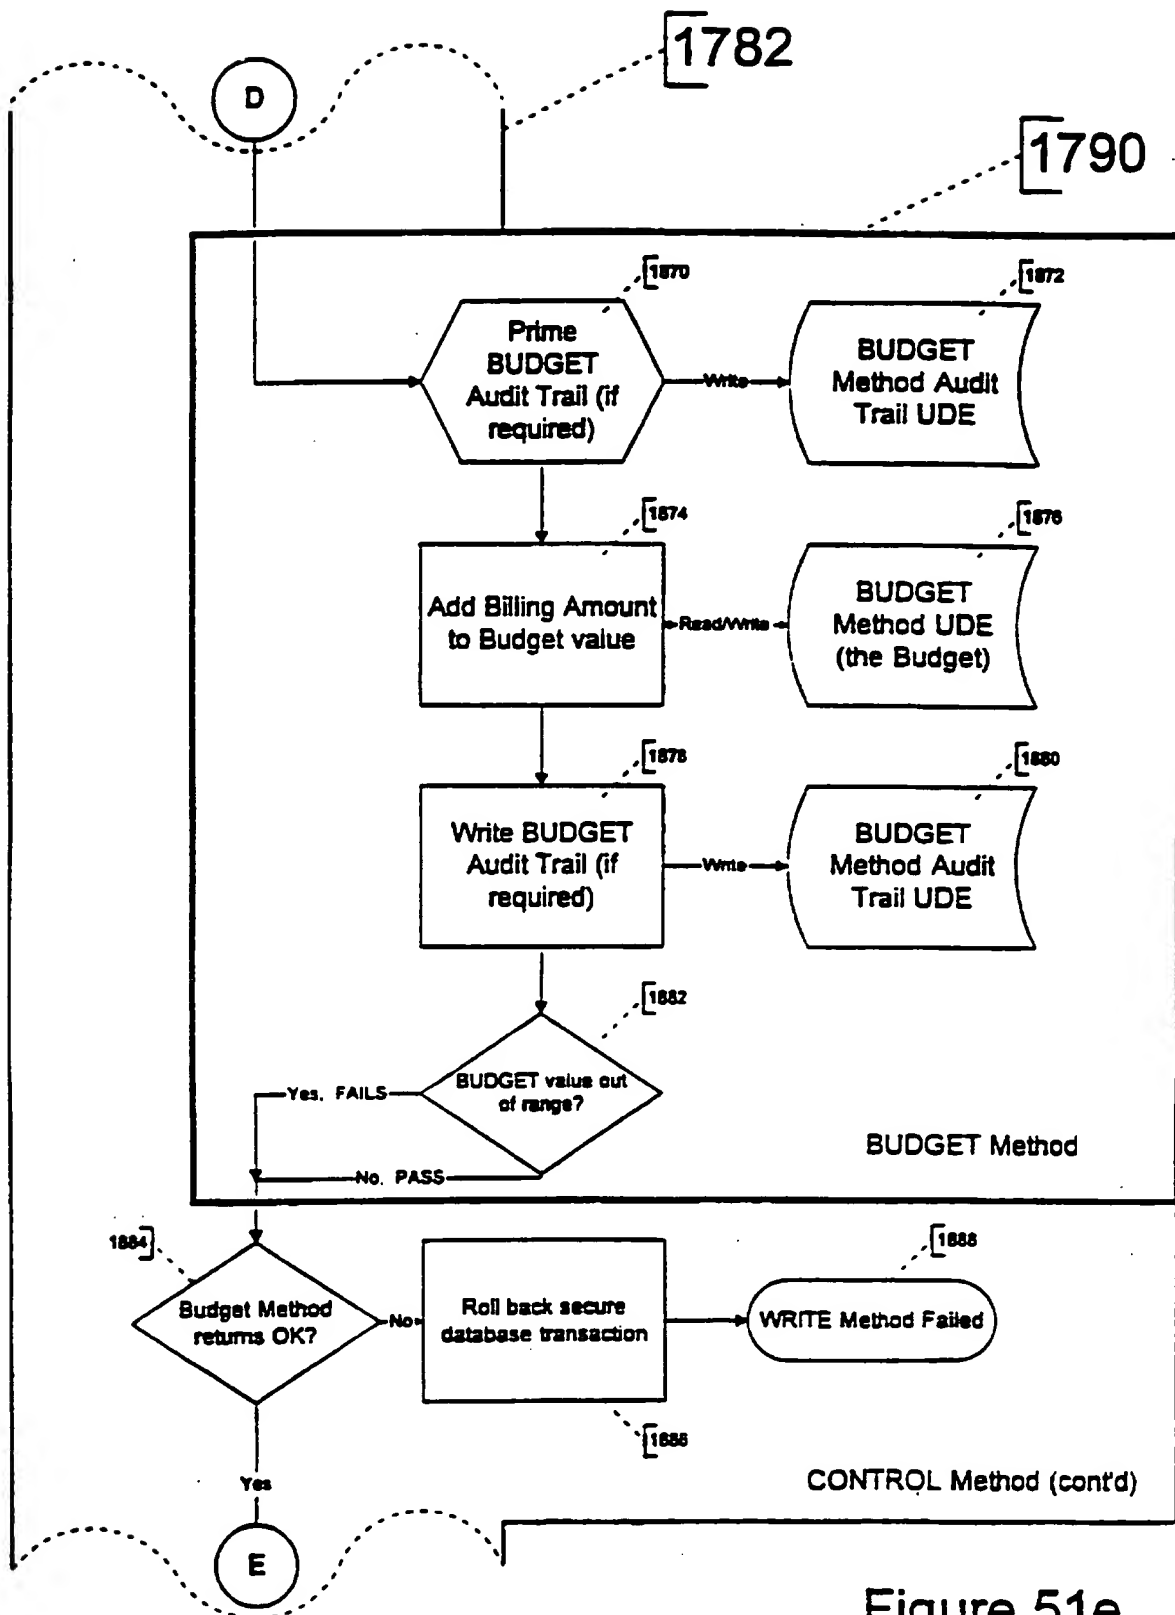 1782
D
1790
1870
1872
Prime
BUDGET
Audit Trail (if
required)
Write
BUDGET
Method Audit
Trail UDE
1874
1876
Add Billing Amount
to Budget value
Read/Write
BUDGET
Method UDE
(the Budget)
1878
1880
Write BUDGET
Audit Trail (if
required)
Write
BUDGET
Method Audit
Trail UDE
1882
BUDGET value out
of range?
Yes, FAILS
No, PASS
BUDGET Method
1884
1888
Budget Method
returns OK?
No
Roll back secure
database transaction
WRITE Method Failed
1886
Yes
CONTROL Method (cont'd)
E
Figure 51e